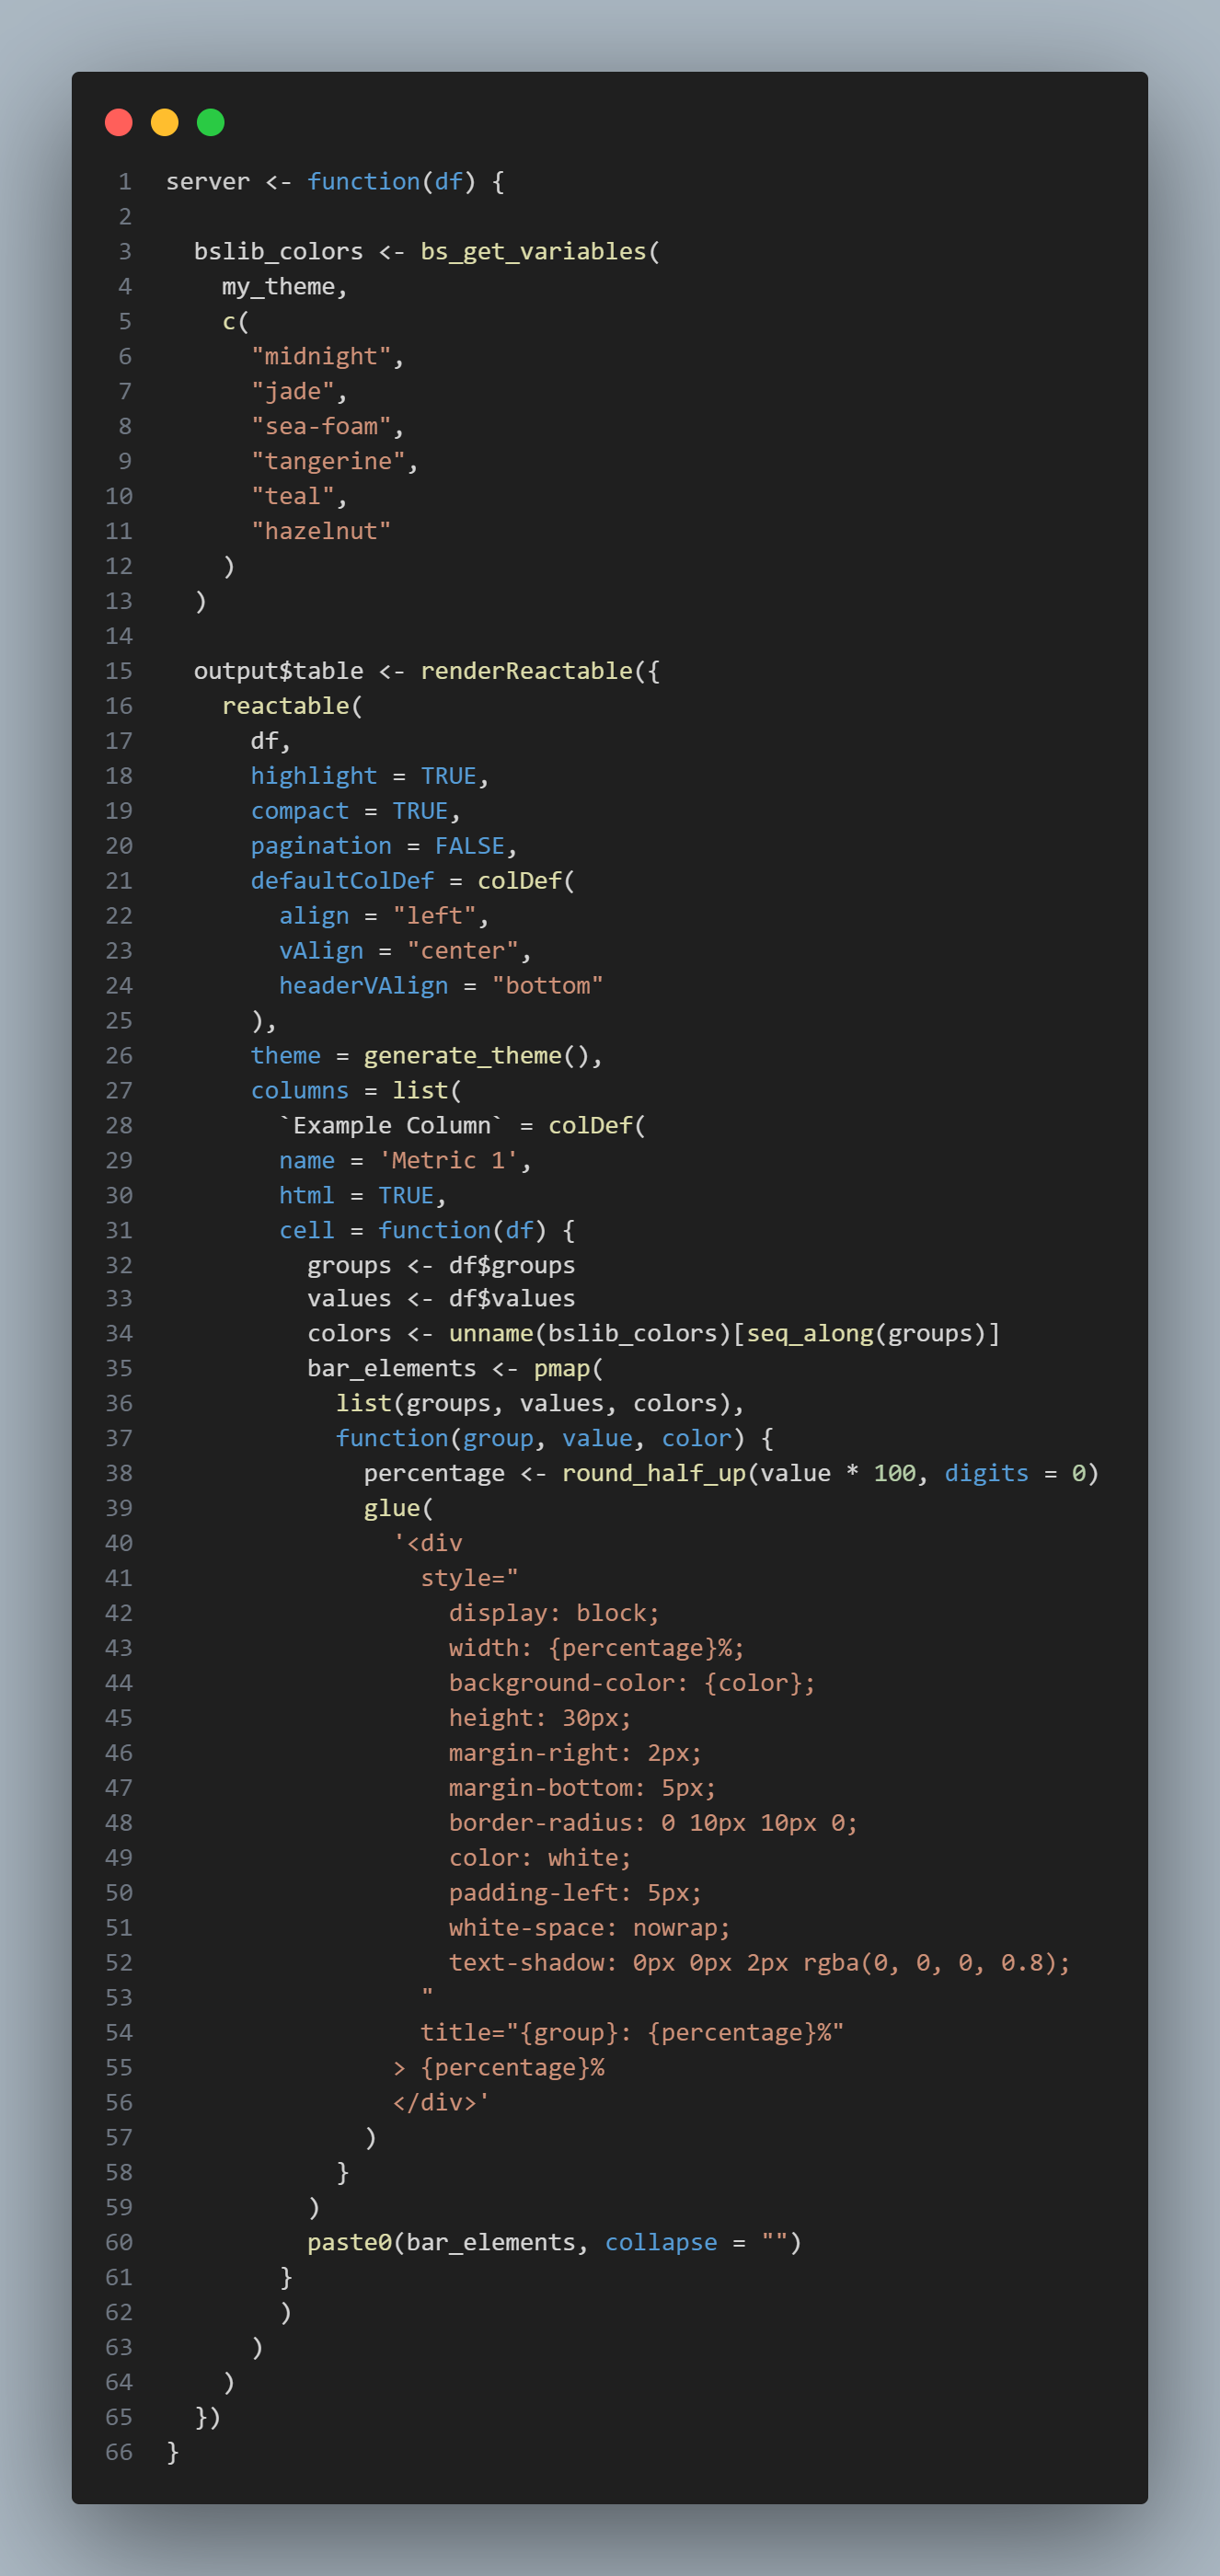 1 server <- function(df) {
2
3   bslib_colors <- bs_get_variables(
4     my_theme,
5     c(
6       "midnight",
7       "jade",
8       "sea-foam",
9       "tangerine",
10       "teal",
11       "hazelnut"
12     )
13   )
14
15   output$table <- renderReactable({
16     reactable(
17       df,
18       highlight = TRUE,
19       compact = TRUE,
20       pagination = FALSE,
21       defaultColDef = colDef(
22         align = "left",
23         vAlign = "center",
24         headerVAlign = "bottom"
25       ),
26       theme = generate_theme(),
27       columns = list(
28         `Example Column` = colDef(
29         name = 'Metric 1',
30         html = TRUE,
31         cell = function(df) {
32           groups <- df$groups
33           values <- df$values
34           colors <- unname(bslib_colors)[seq_along(groups)]
35           bar_elements <- pmap(
36             list(groups, values, colors),
37             function(group, value, color) {
38               percentage <- round_half_up(value * 100, digits = 0)
39               glue(
40                 '<div
41                   style="
42                     display: block;
43                     width: {percentage}%;
44                     background-color: {color};
45                     height: 30px;
46                     margin-right: 2px;
47                     margin-bottom: 5px;
48                     border-radius: 0 10px 10px 0;
49                     color: white;
50                     padding-left: 5px;
51                     white-space: nowrap;
52                     text-shadow: 0px 0px 2px rgba(0, 0, 0, 0.8);
53                   "
54                   title="{group}: {percentage}%"
55                 > {percentage}%
56                 </div>'
57               )
58             }
59           )
60           paste0(bar_elements, collapse = "")
61         }
62         )
63       )
64     )
65   })
66 }